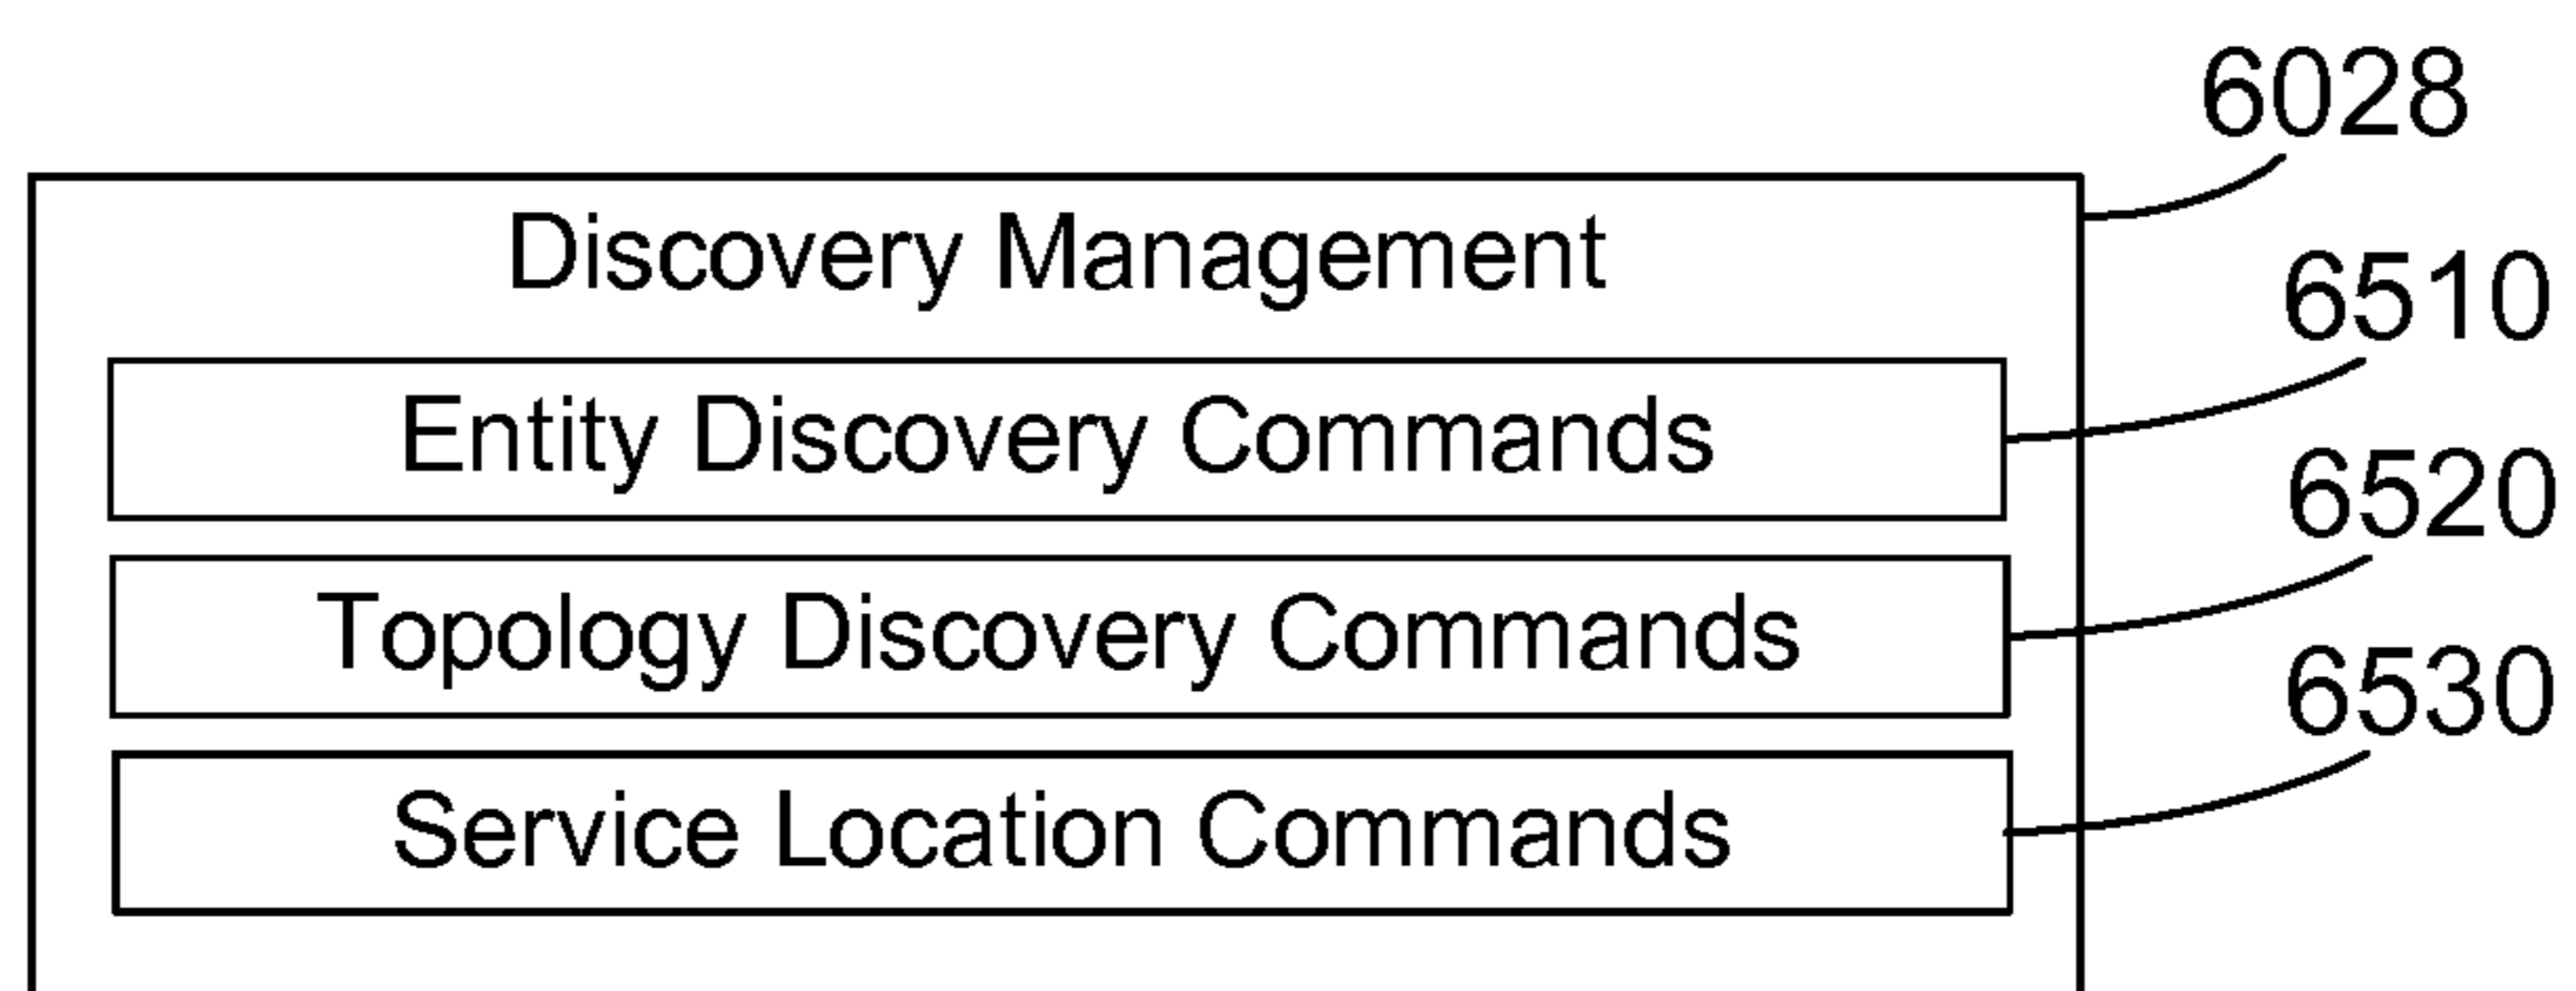 6028
Discovery Management
6510
Entity Discovery Commands
6520
Topology Discovery Commands
6530
Service Location Commands